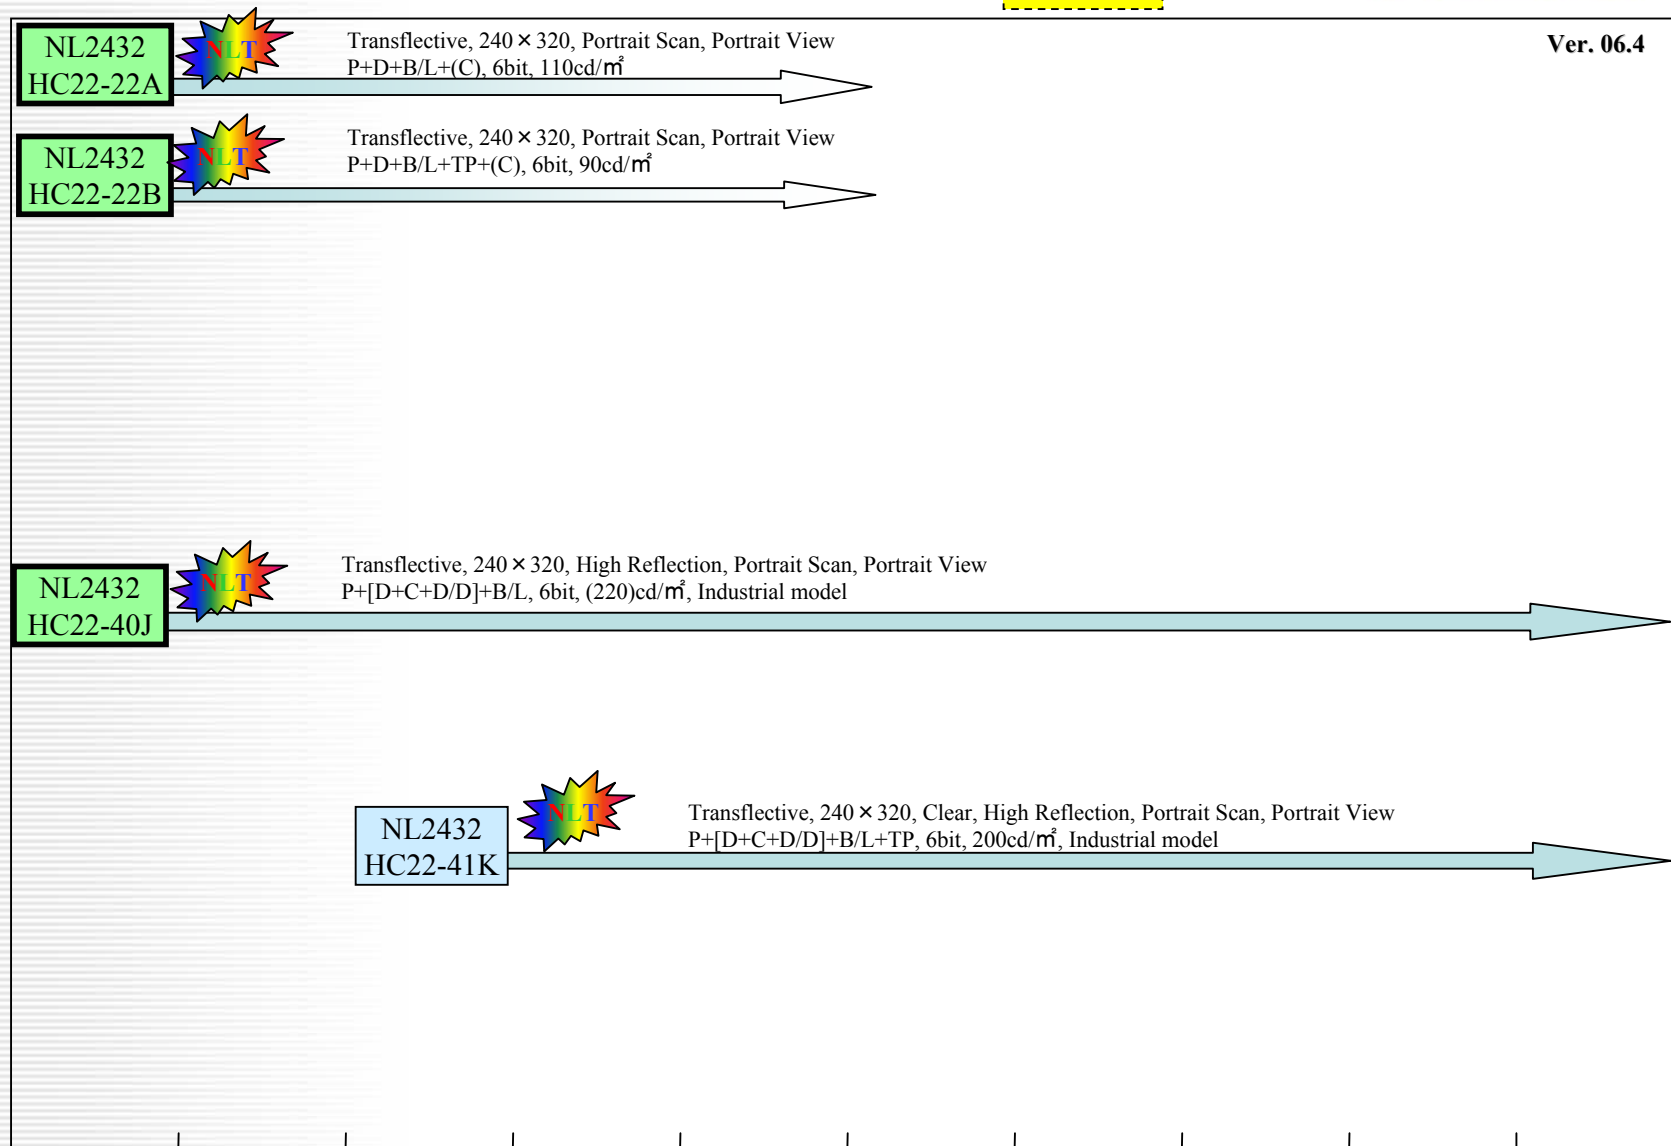 Ver. 06.4
NL2432
HC22-22A
NLT
Transflective, 240×320, Portrait Scan, Portrait View
P+D+B/L+(C), 6bit, 110cd/㎡
NL2432
HC22-22B
NLT
Transflective, 240×320, Portrait Scan, Portrait View
P+D+B/L+TP+(C), 6bit, 90cd/㎡
NL2432
HC22-40J
NLT
Transflective, 240×320, High Reflection, Portrait Scan, Portrait View
P+[D+C+D/D]+B/L, 6bit, (220)cd/㎡, Industrial model
NL2432
HC22-41K
NLT
Transflective, 240×320, Clear, High Reflection, Portrait Scan, Portrait View
P+[D+C+D/D]+B/L+TP, 6bit, 200cd/㎡, Industrial model